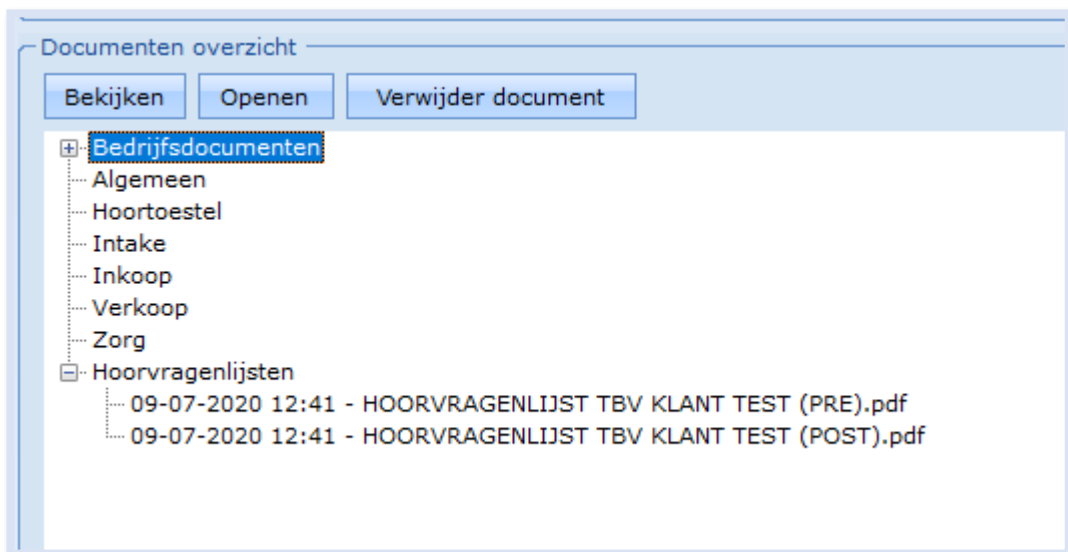 Documenten overzicht
Bekijken Openen Verwijder document
Bedrijfsdocumenten
Algemeen
Hoortoestel
Intake
Inkoop
Verkoop
Zorg
Hoorvragenlijsten
09-07-2020 12:41 - HOORVRAGENLIJST TBV KLANT TEST (PRE).pdf
09-07-2020 12:41 - HOORVRAGENLIJST TBV KLANT TEST (POST).pdf